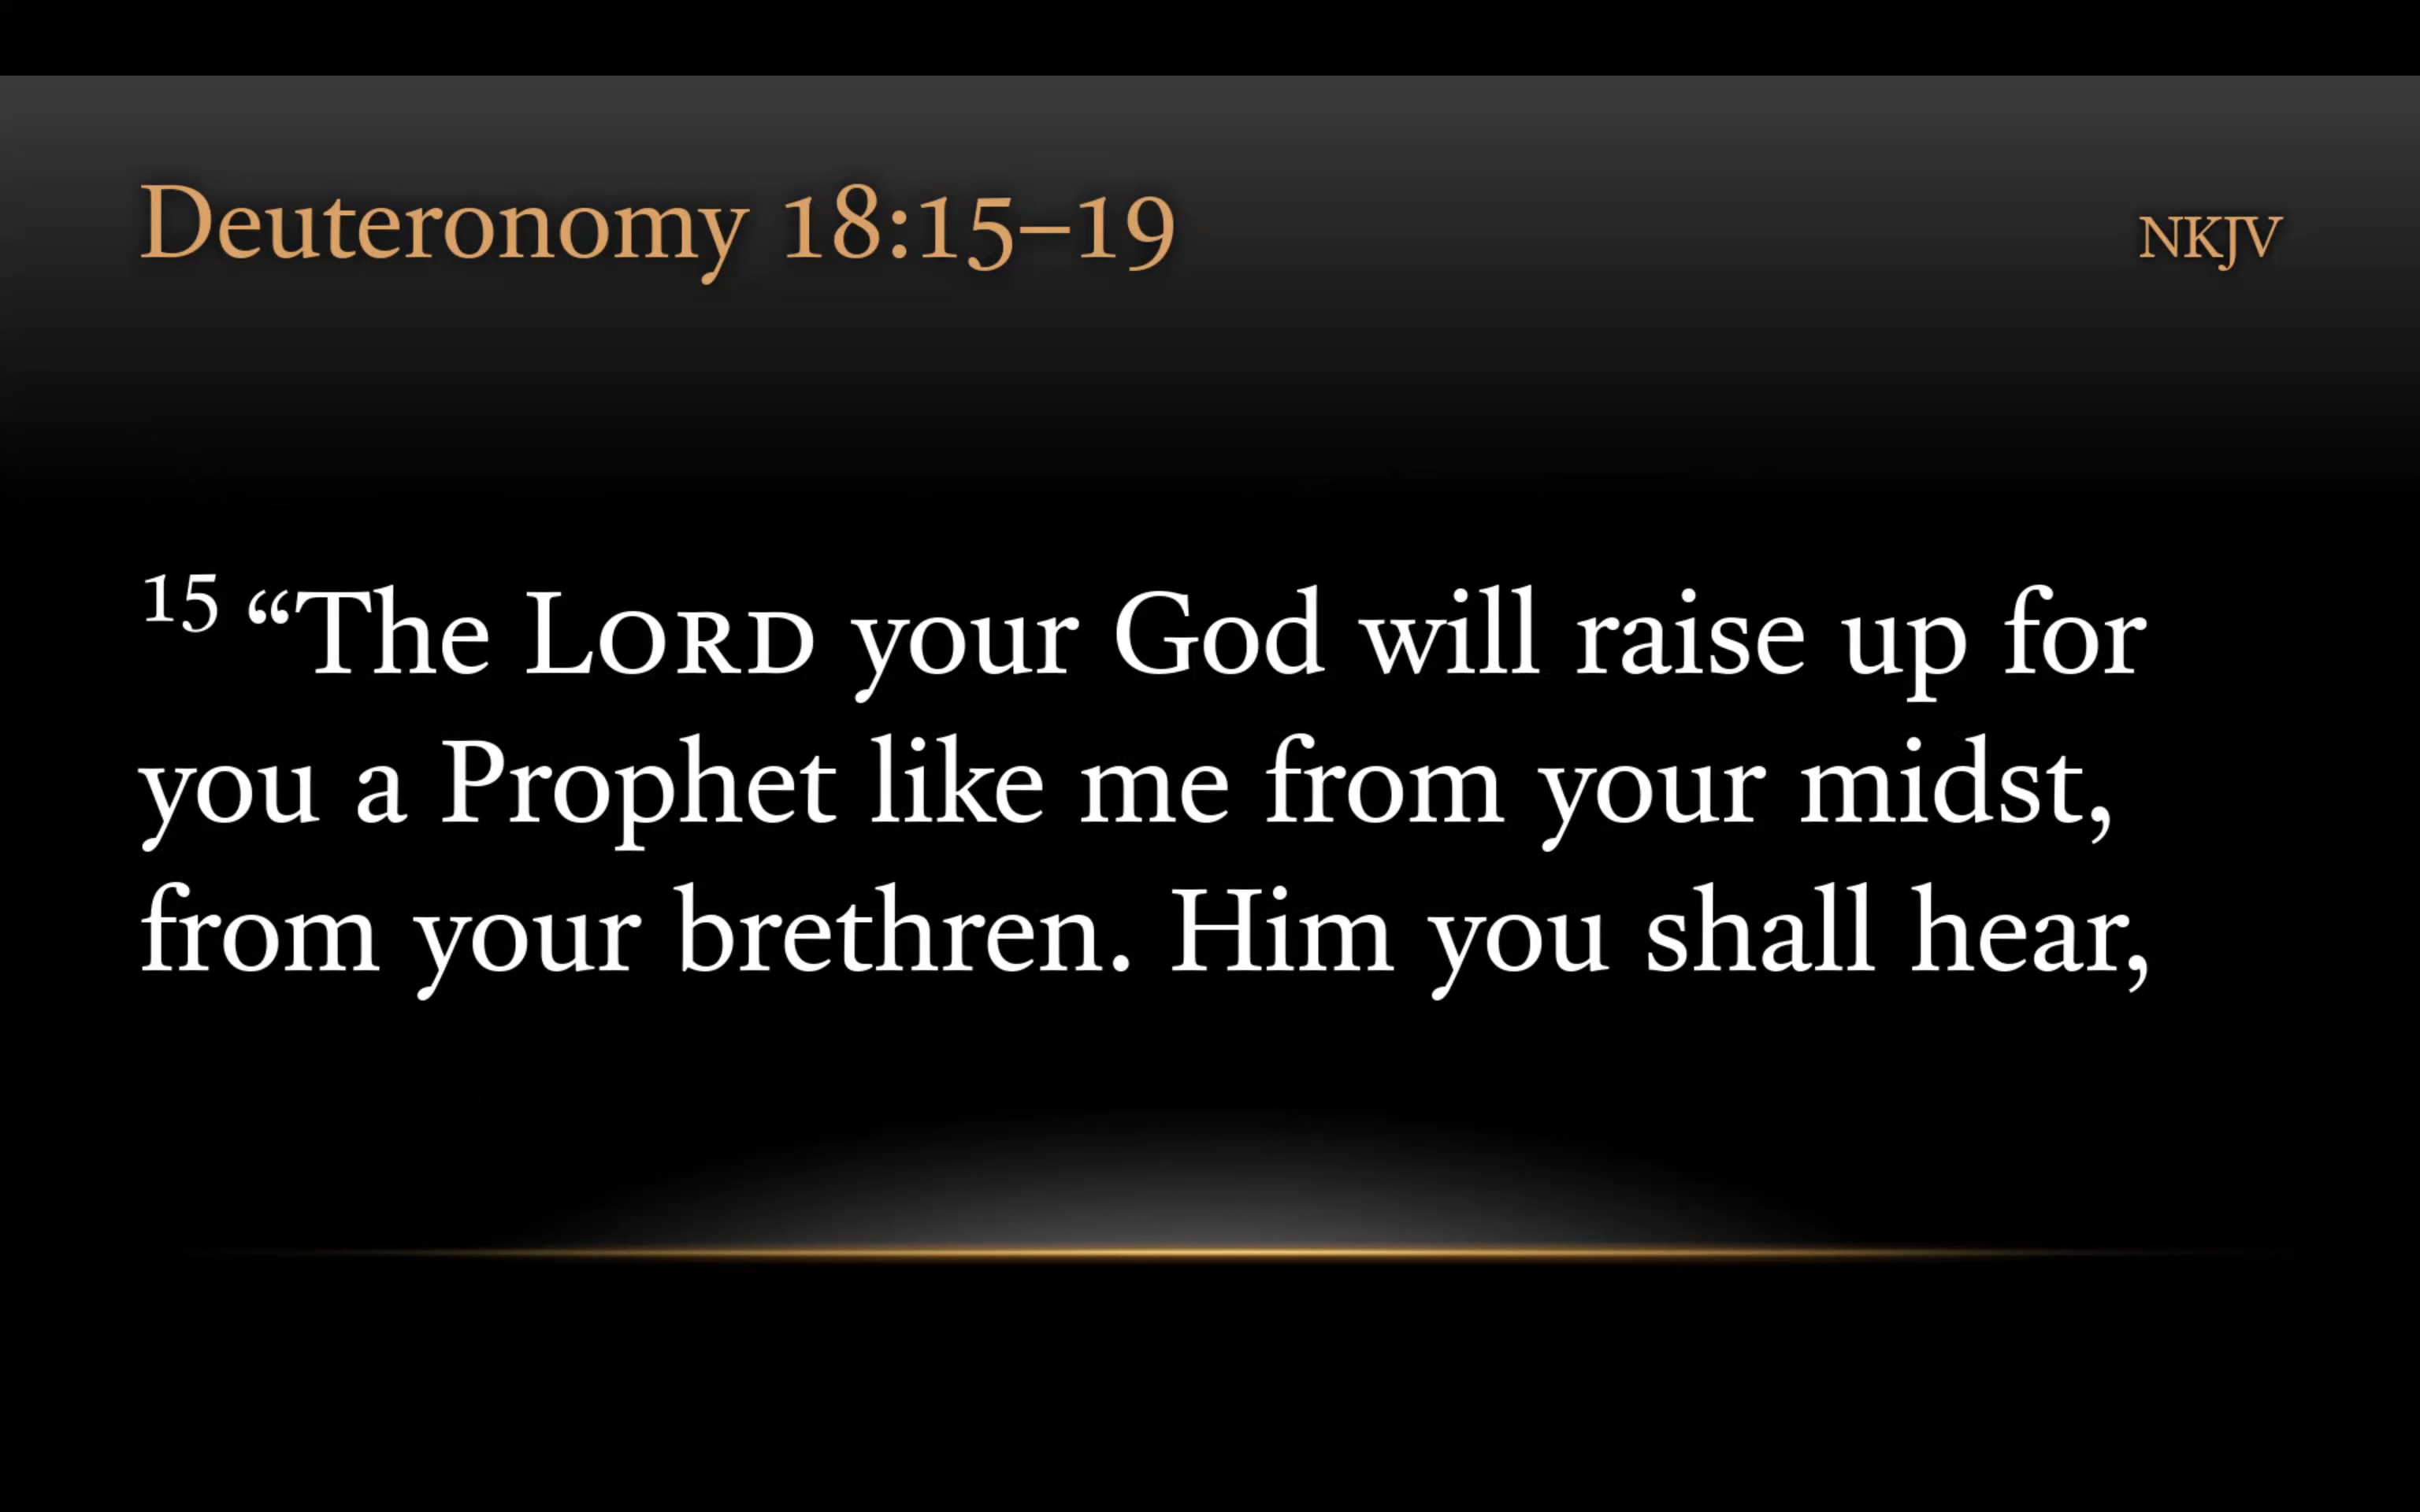 Deuteronomy 18:15–19 NKJV
15 “The LORD your God will raise up for
you a Prophet like me from your midst,
from your brethren. Him you shall hear,